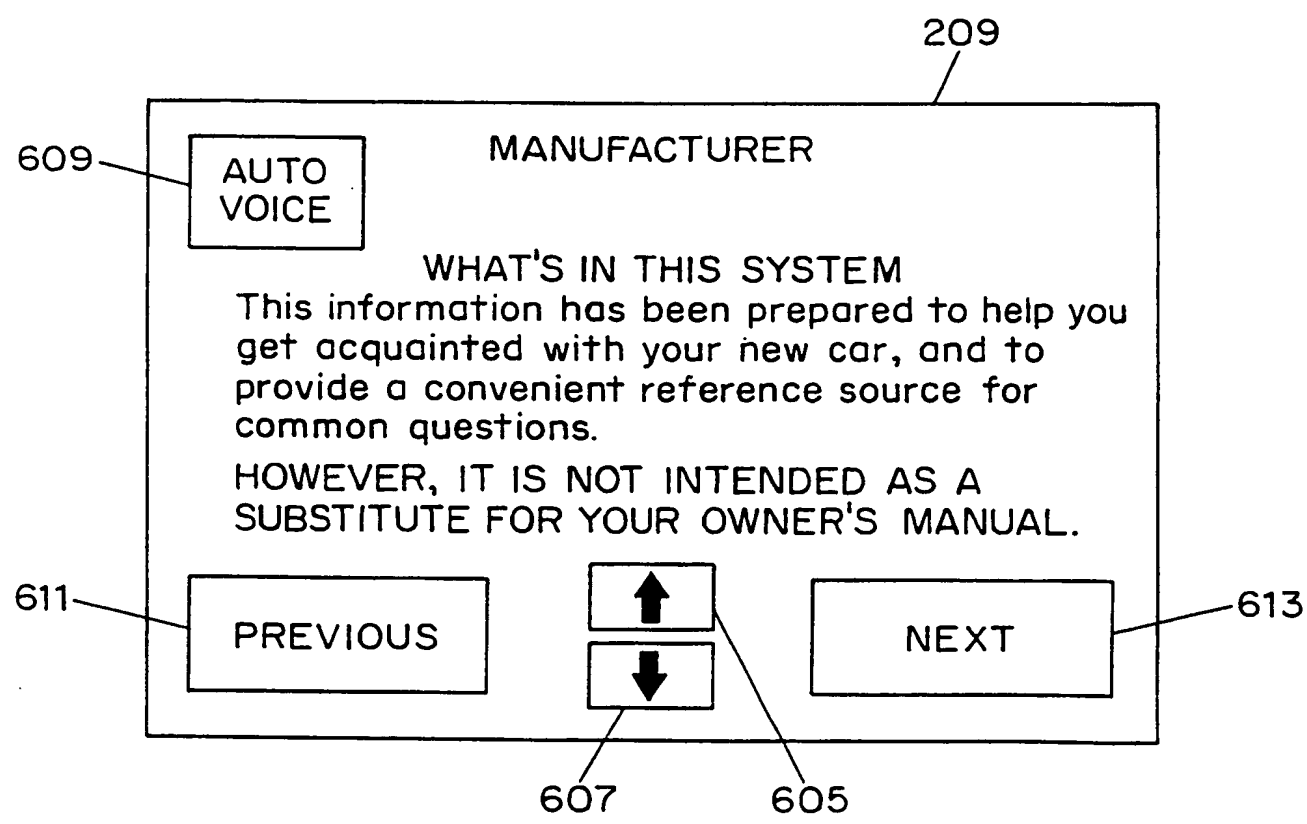 209
MANUFACTURER
609
AUTO
VOICE
WHAT'S IN THIS SYSTEM
This information has been prepared to help you
get acquainted with your new car, and to
provide a convenient reference source for
common questions.
HOWEVER, IT IS NOT INTENDED AS A
SUBSTITUTE FOR YOUR OWNER'S MANUAL.
611
PREVIOUS
NEXT
613
607
605